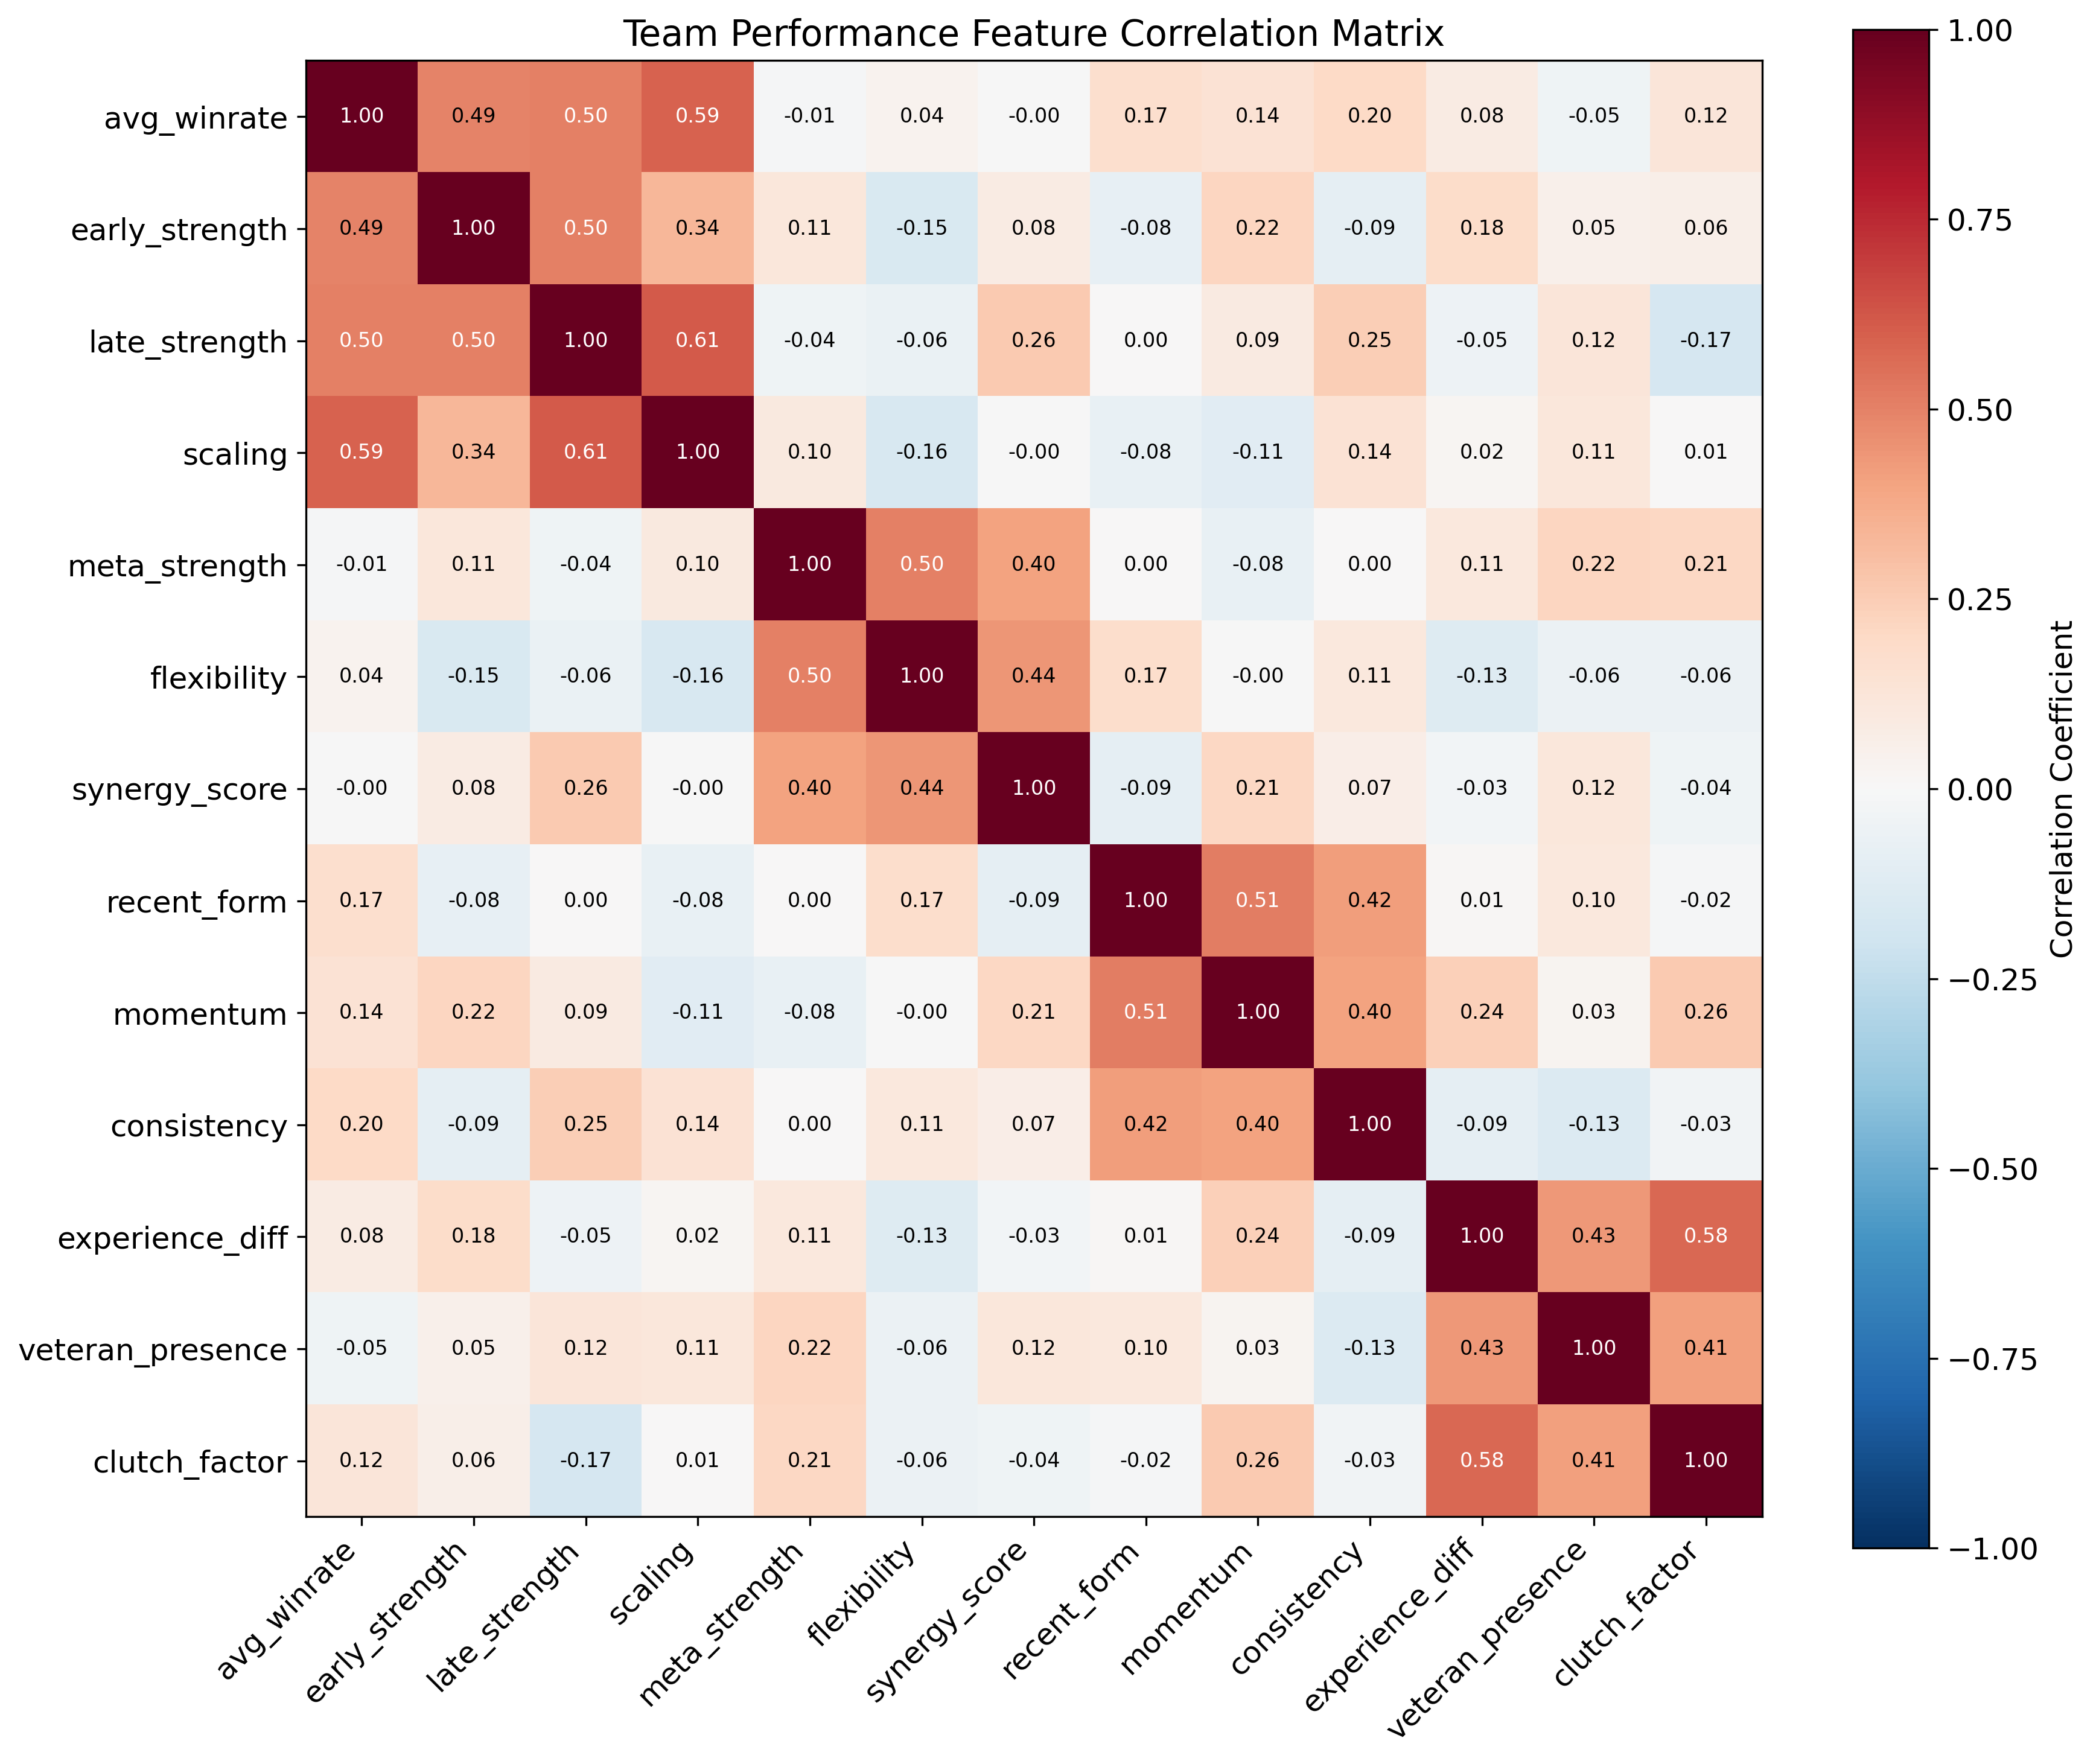 Team Performance Feature Correlation Matrix
avg_winrate 1.00 0.49 0.50 0.59 -0.01 0.04 -0.00 0.17 0.14 0.20 0.08 -0.05 0.12
early_strength 0.49 1.00 0.50 0.34 0.11 -0.15 0.08 -0.08 0.22 -0.09 0.18 0.05 0.06
late_strength 0.50 0.50 1.00 0.61 -0.04 -0.06 0.26 0.00 0.09 0.25 -0.05 0.12 -0.17
scaling 0.59 0.34 0.61 1.00 0.10 -0.16 -0.00 -0.08 -0.11 0.14 0.02 0.11 0.01
meta_strength -0.01 0.11 -0.04 0.10 1.00 0.50 0.40 0.00 -0.08 0.00 0.11 0.22 0.21
flexibility 0.04 -0.15 -0.06 -0.16 0.50 1.00 0.44 0.17 -0.00 0.11 -0.13 -0.06 -0.06
synergy_score -0.00 0.08 0.26 -0.00 0.40 0.44 1.00 -0.09 0.21 0.07 -0.03 0.12 -0.04
recent_form 0.17 -0.08 0.00 -0.08 0.00 0.17 -0.09 1.00 0.51 0.42 0.01 0.10 -0.02
momentum 0.14 0.22 0.09 -0.11 -0.08 -0.00 0.21 0.51 1.00 0.40 0.24 0.03 0.26
consistency 0.20 -0.09 0.25 0.14 0.00 0.11 0.07 0.42 0.40 1.00 -0.09 -0.13 -0.03
experience_diff 0.08 0.18 -0.05 0.02 0.11 -0.13 -0.03 0.01 0.24 -0.09 1.00 0.43 0.58
veteran_presence -0.05 0.05 0.12 0.11 0.22 -0.06 0.12 0.10 0.03 -0.13 0.43 1.00 0.41
clutch_factor 0.12 0.06 -0.17 0.01 0.21 -0.06 -0.04 -0.02 0.26 -0.03 0.58 0.41 1.00
avg_winrate
early_strength
late_strength
scaling
meta_strength
flexibility
synergy_score
recent_form
momentum
consistency
experience_diff
veteran_presence
clutch_factor
1.00
0.75
0.50
0.25
0.00
−0.25
−0.50
−0.75
−1.00
Correlation Coefficient